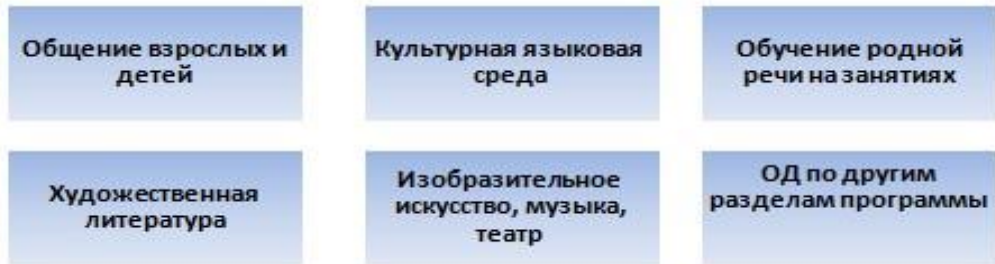 Общение взрослых и
детей
Культурная языковая
среда
Обучение родной
речи на занятиях
Художественная
литература
Изобразительное
искусство, музыка,
театр
ОД по другим
разделам программы